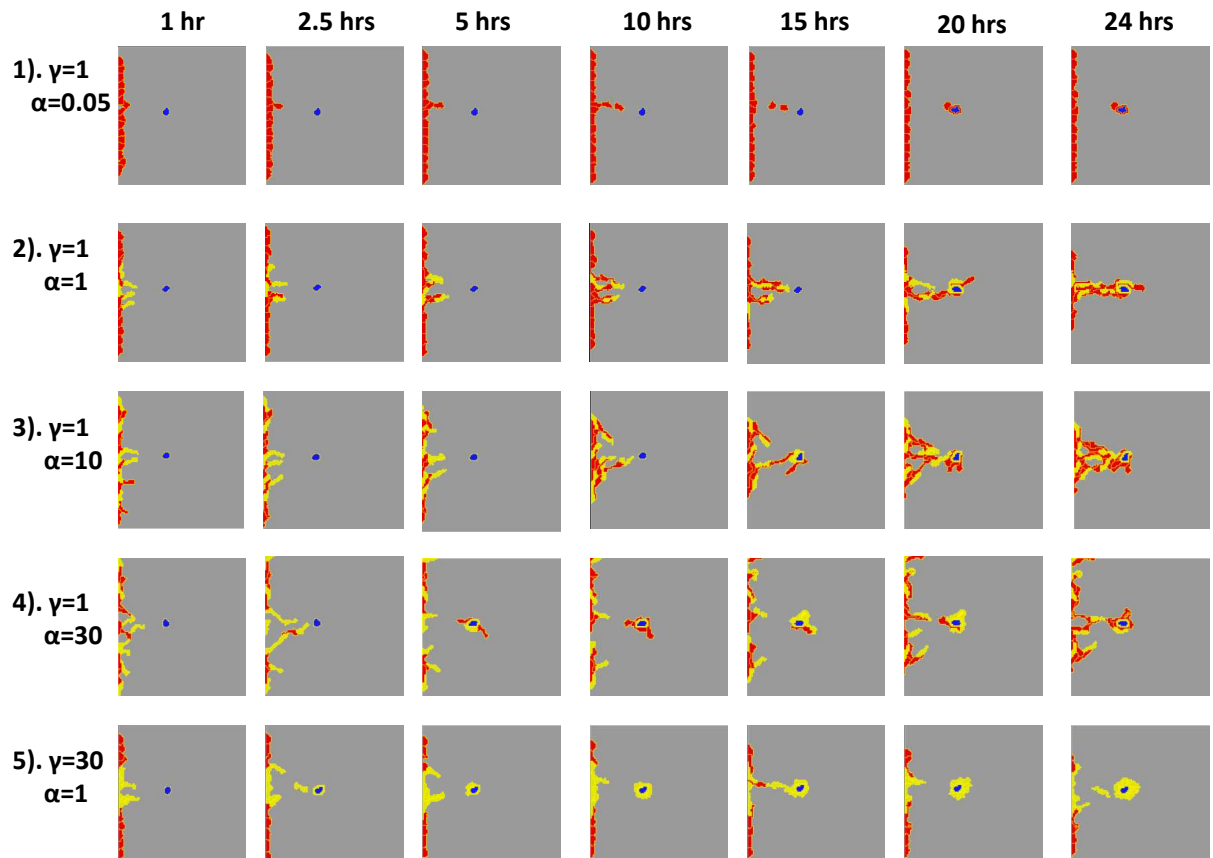 1 hr 2.5 hrs 5 hrs 10 hrs 15 hrs 20 hrs 24 hrs
1). γ=1
α=0.05
2). γ=1
α=1
3). γ=1
α=10
4). γ=1
α=30
5). γ=30
α=1